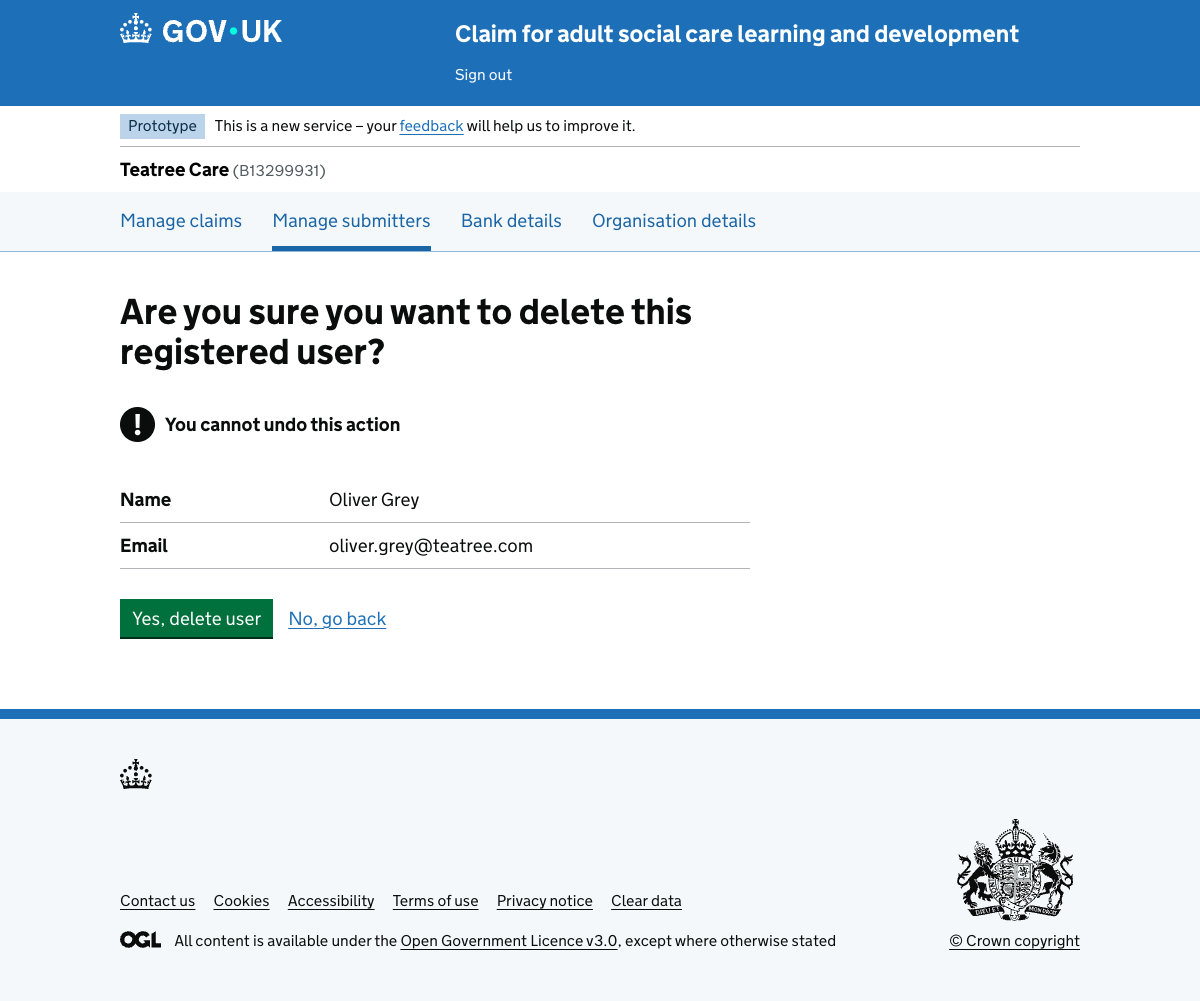 GOV·UK
Claim for adult social care learning and development
Sign out
Prototype This is a new service – your feedback will help us to improve it.
Teatree Care (B13299931)
Manage claims Manage submitters Bank details Organisation details
Are you sure you want to delete this
registered user?
! You cannot undo this action
Name Oliver Grey
Email oliver.grey@teatree.com
Yes, delete user No, go back
Contact us Cookies Accessibility Terms of use Privacy notice Clear data
OGL All content is available under the Open Government Licence v3.0, except where otherwise stated
© Crown copyright